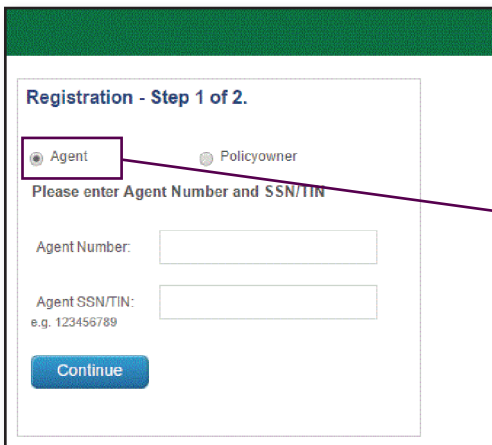 Registration - Step 1 of 2.
Agent Policyowner
Please enter Agent Number and SSN/TIN
Agent Number:
Agent SSN/TIN:
e.g. 123456789
Continue